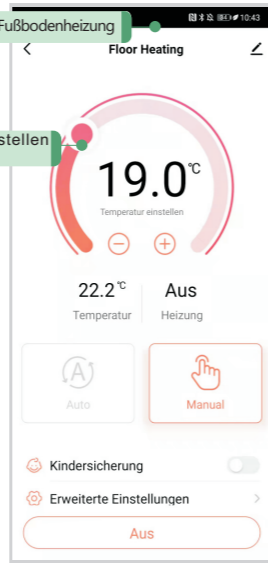 Fußbodenheizung
10:43
Floor Heating
stellen
19.0°C
Temperatur einstellen
22.2°C Aus
Temperatur Heizung
Auto Manual
Kindersicherung
Erweiterte Einstellungen
Aus